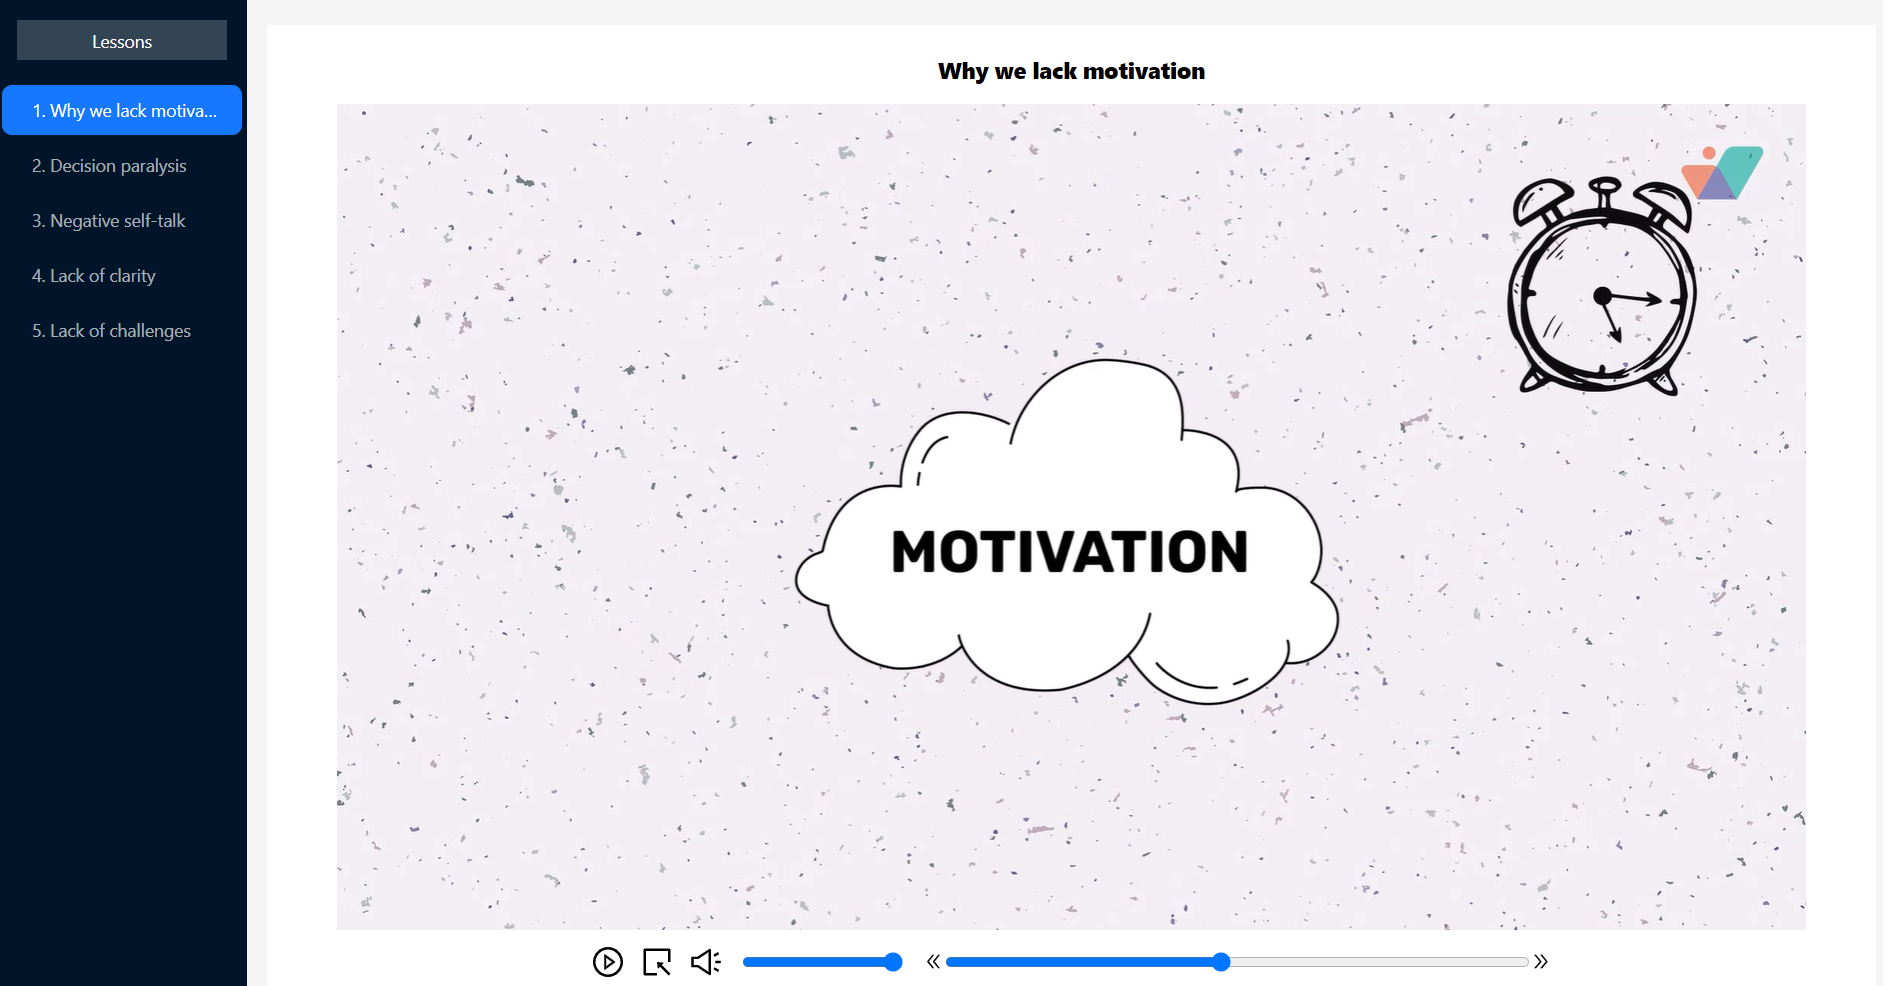 Lessons
1. Why we lack motiva...
2. Decision paralysis
3. Negative self-talk
4. Lack of clarity
5. Lack of challenges
Why we lack motivation
MOTIVATION